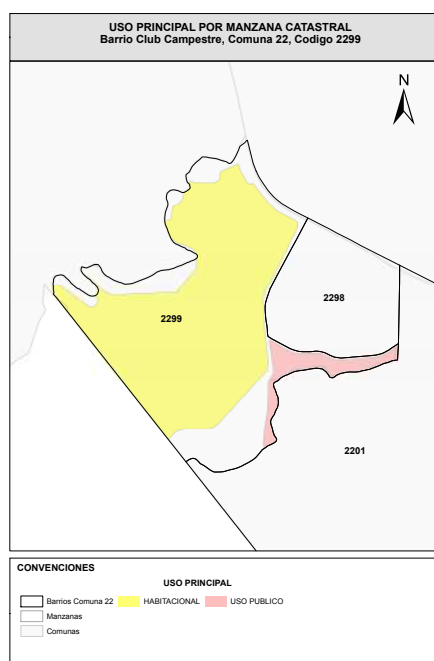 USO PRINCIPAL POR MANZANA CATASTRAL
Barrio Club Campestre, Comuna 22, Codigo 2299
N
2298
2299
2201
CONVENCIONES
USO PRINCIPAL
Barrios Comuna 22 HABITACIONAL USO PUBLICO
Manzanas
Comunas